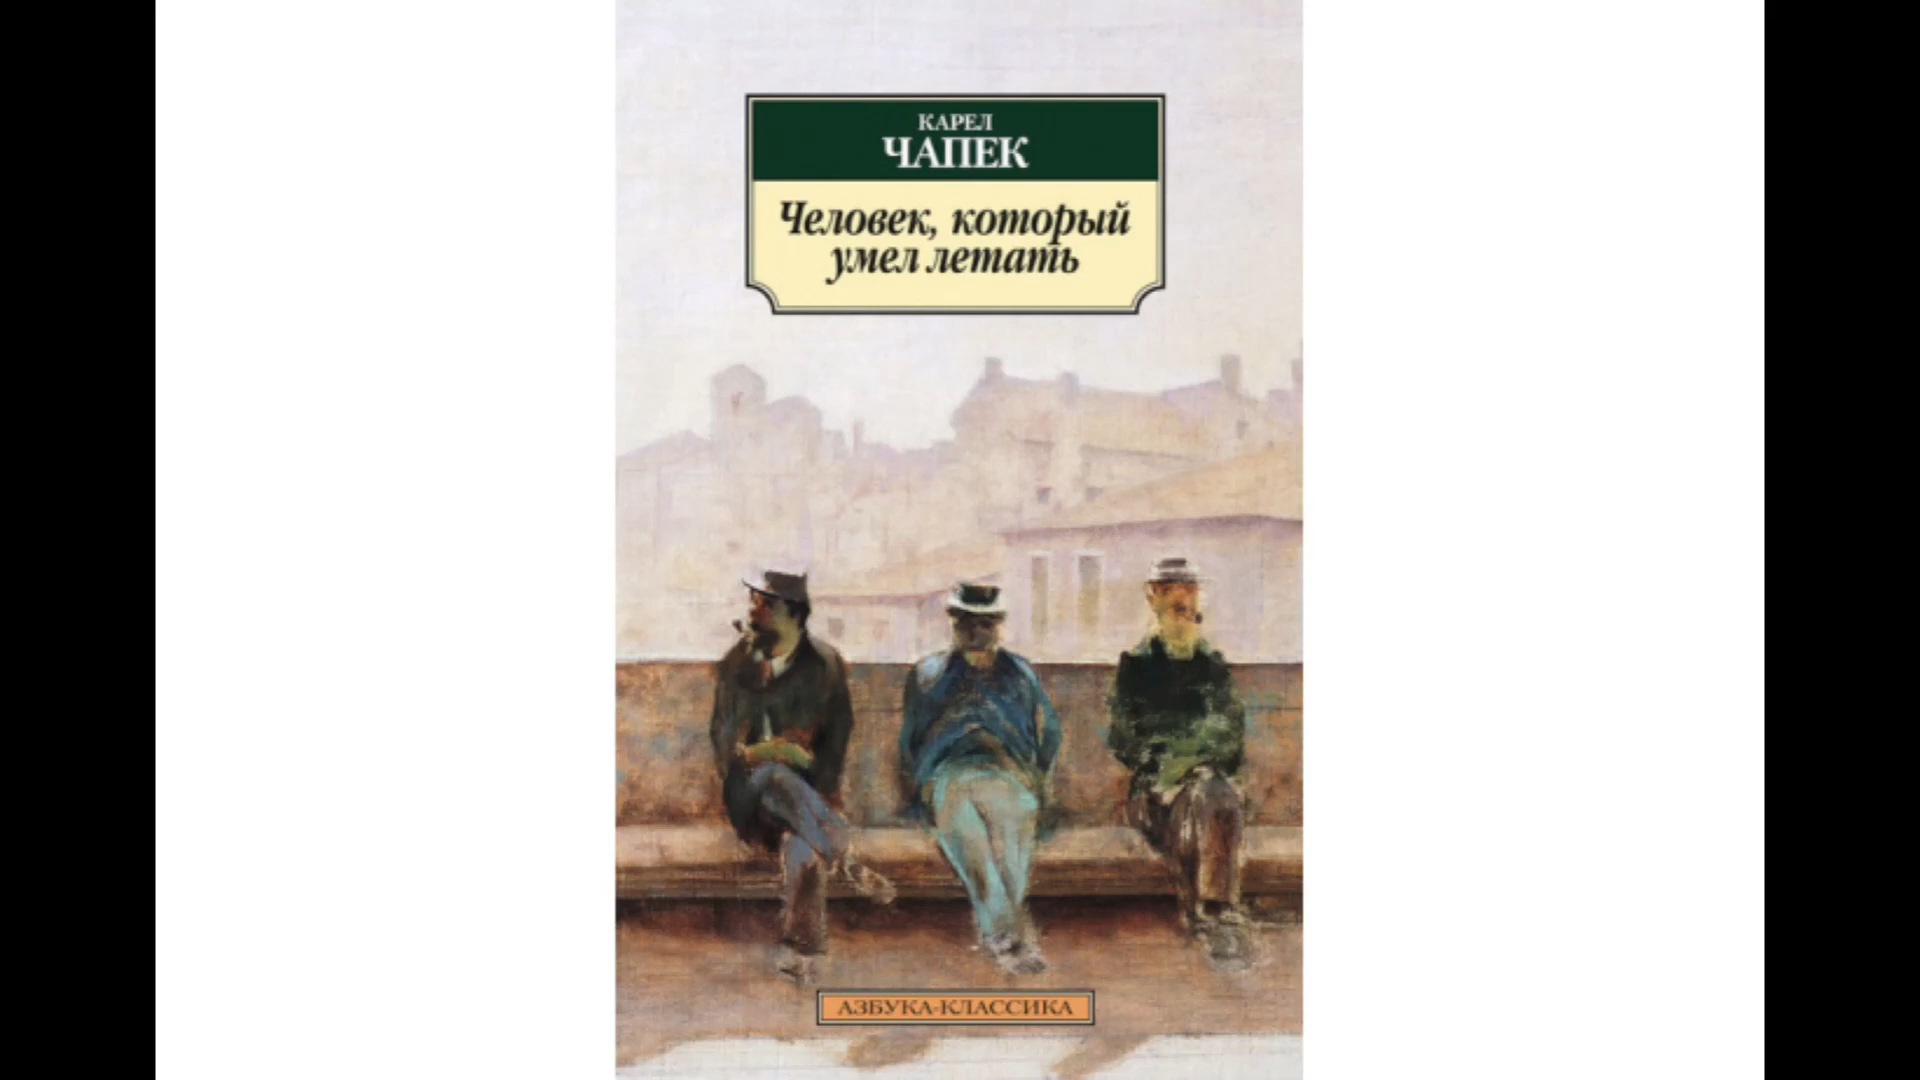 КАРЕЛ
ЧАПЕК
Человек, который
умел летать
АЗБУКА-КЛАССИКА